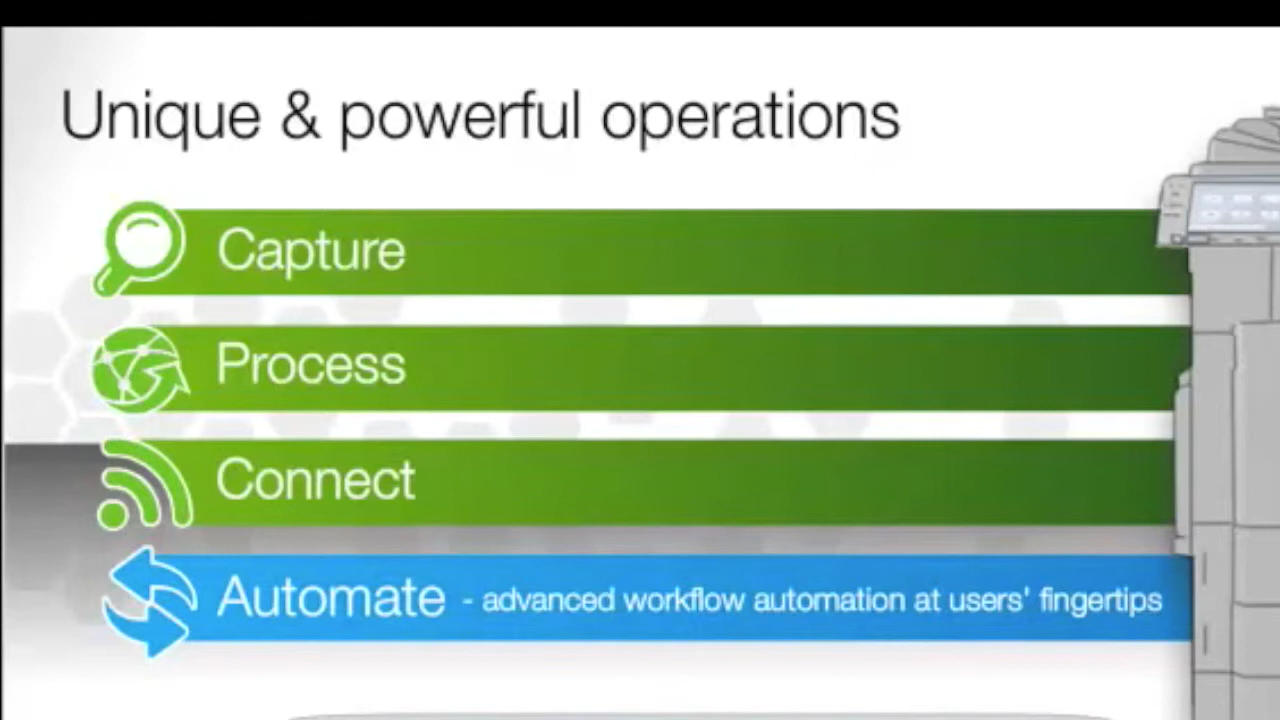 Unique & powerful operations
Capture
Process
Connect
Automate - advanced workflow automation at users' fingertips